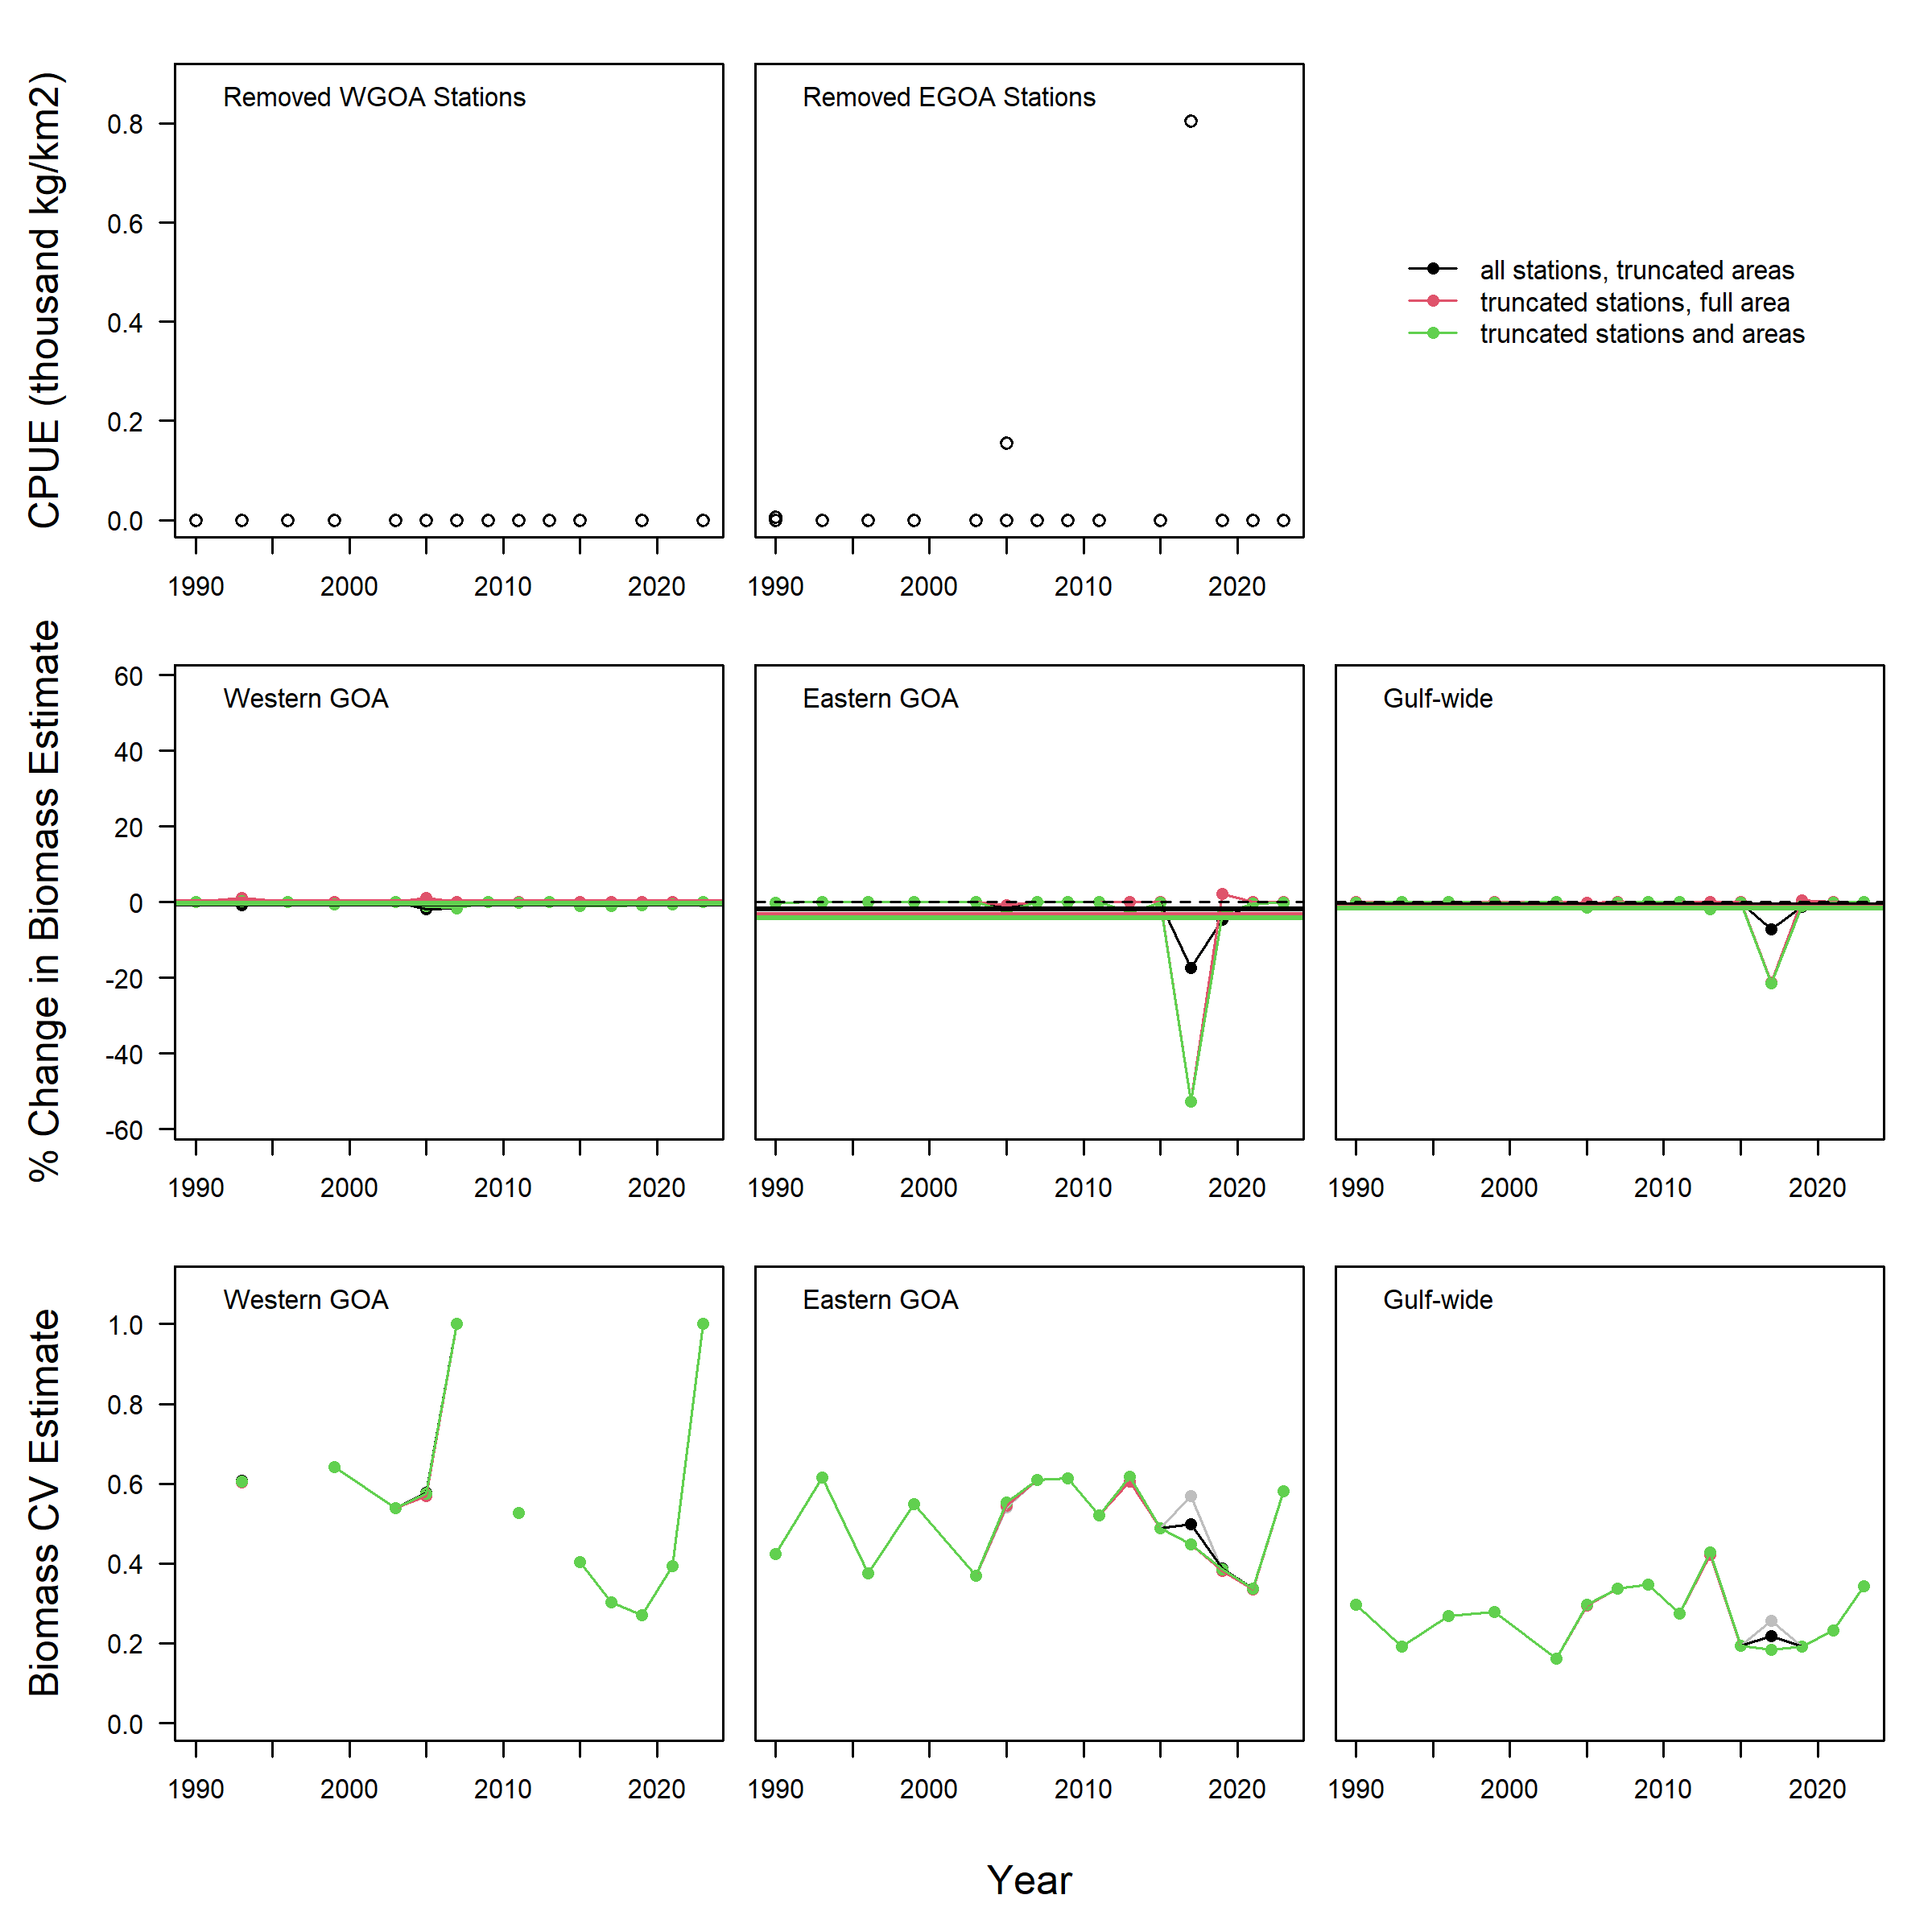 CPUE (thousand kg/km2)
Removed WGOA Stations
0.8
0.6
0.4
0.2
0.0
1990 2000 2010 2020
Removed EGOA Stations
1990 2000 2010 2020
all stations, truncated areas
truncated stations, full area
truncated stations and areas
% Change in Biomass Estimate
Western GOA
60
40
20
0
-20
-40
-60
1990 2000 2010 2020
Eastern GOA
1990 2000 2010 2020
Gulf-wide
1990 2000 2010 2020
Biomass CV Estimate
Western GOA
1.0
0.8
0.6
0.4
0.2
0.0
1990 2000 2010 2020
Eastern GOA
1990 2000 2010 2020
Gulf-wide
1990 2000 2010 2020
Year